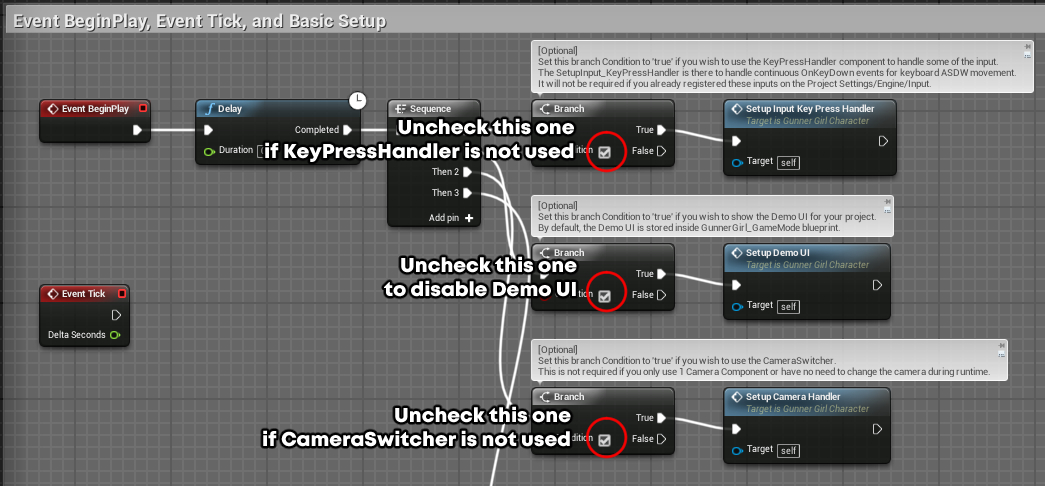 Event BeginPlay, Event Tick, and Basic Setup
[Optional]
Set this branch Condition to 'true' if you wish to use the KeyPressHandler component to handle some of the input.
The SetupInput_KeyPressHandler is there to handle continuous OnKeyDown events for keyboard ASDW movement.
It will not be required if you already registered these inputs on the Project Settings/Engine/Input.
Event BeginPlay
Delay
Completed
Duration
Sequence
Then 2
Then 3
Add pin
Branch
True
False
Setup Input Key Press Handler
Target is Gunner Girl Character
Target
self
Uncheck this one
if KeyPressHandler is not used
[Optional]
Set this branch Condition to 'true' if you wish to show the Demo UI for your project.
By default, the Demo UI is stored inside GunnerGirl_GameMode blueprint.
Branch
True
False
Setup Demo UI
Target is Gunner Girl Character
Target
self
Uncheck this one
to disable Demo UI
Event Tick
Delta Seconds
[Optional]
Set this branch Condition to 'true' if you wish to use the CameraSwitcher.
This is not required if you only use 1 Camera Component or have no need to change the camera during runtime.
Branch
True
False
Setup Camera Handler
Target is Gunner Girl Character
Target
self
Uncheck this one
if CameraSwitcher is not used